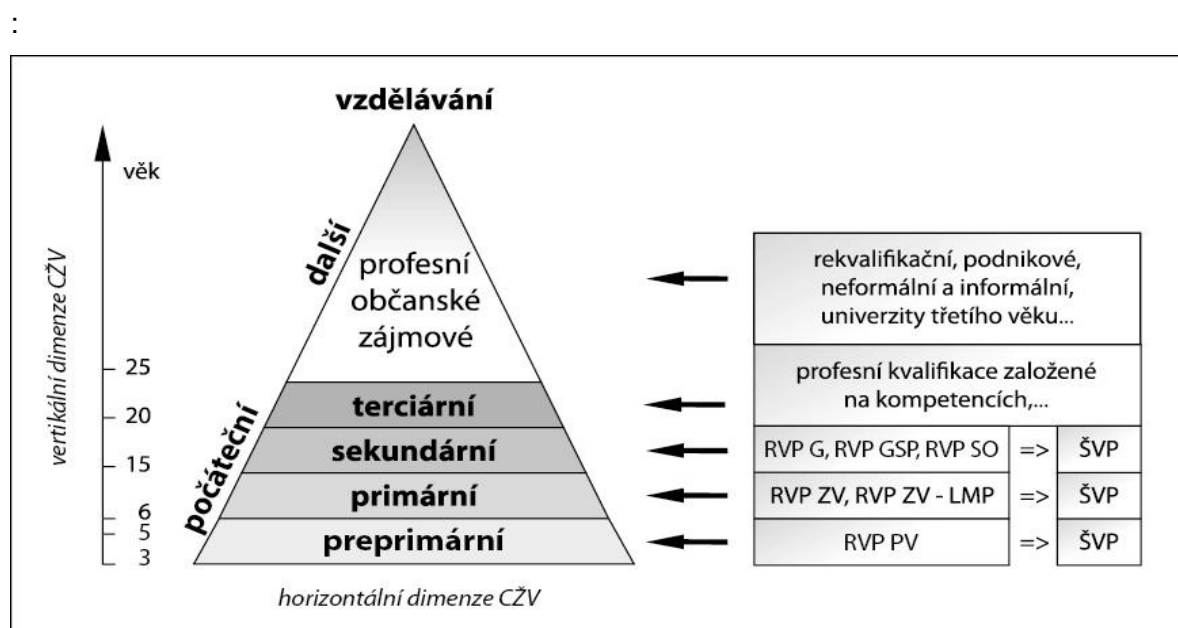 :
vzdělávání
věk
vertikální dimenze CŽV
25
20
15
6
5
3
další
počáteční
profesní
občanské
zájmové
terciární
sekundární
primární
preprimární
horizontální dimenze CŽV
rekvalifikační, podnikové,
neformální a informální,
univerzity třetího věku...
profesní kvalifikace založené
na kompetencích,...
RVP G, RVP GSP, RVP SO => ŠVP
RVP ZV, RVP ZV - LMP => ŠVP
RVP PV => ŠVP